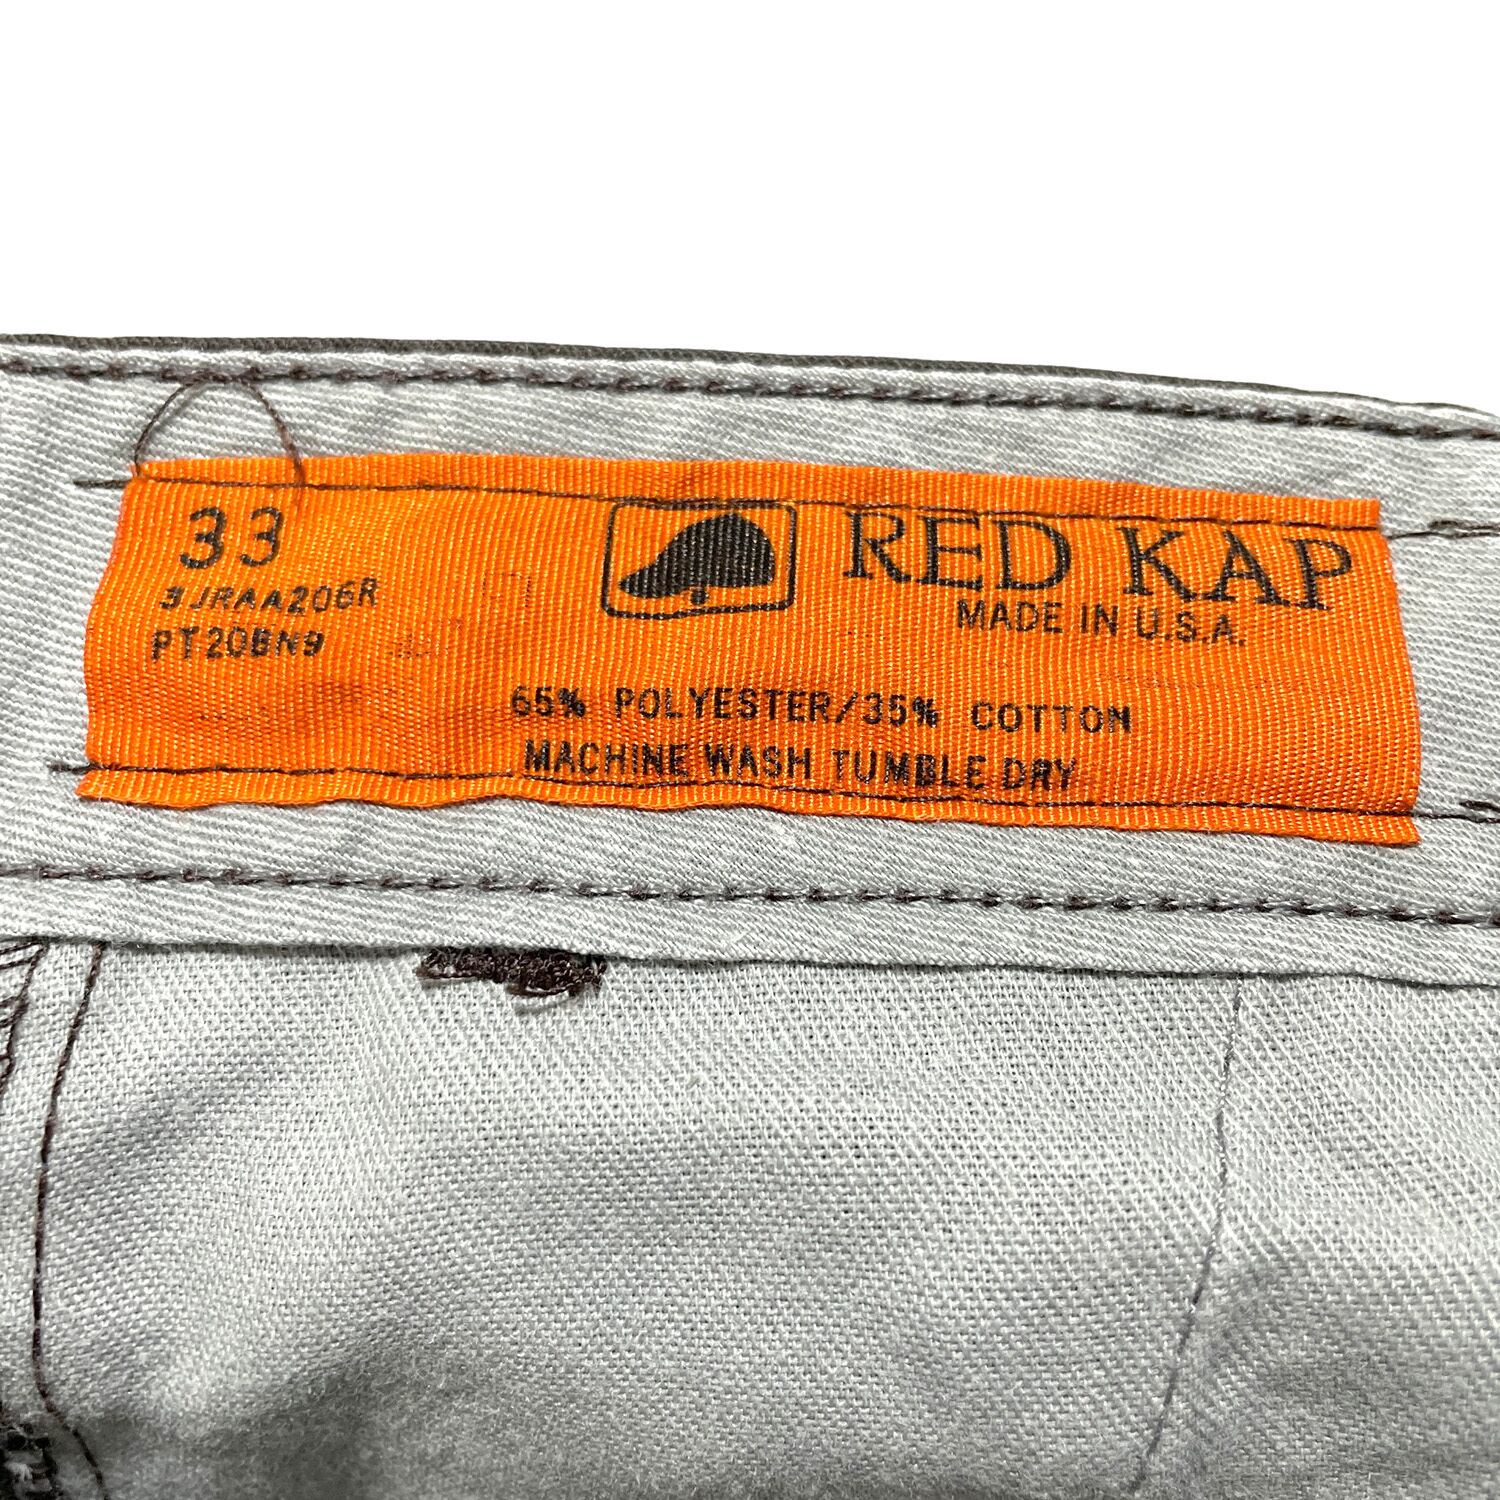 33
3JRAA206R
PT20BN9
RED KAP
MADE IN U.S.A.
65% POLYESTER/35% COTTON
MACHINE WASH TUMBLE DRY